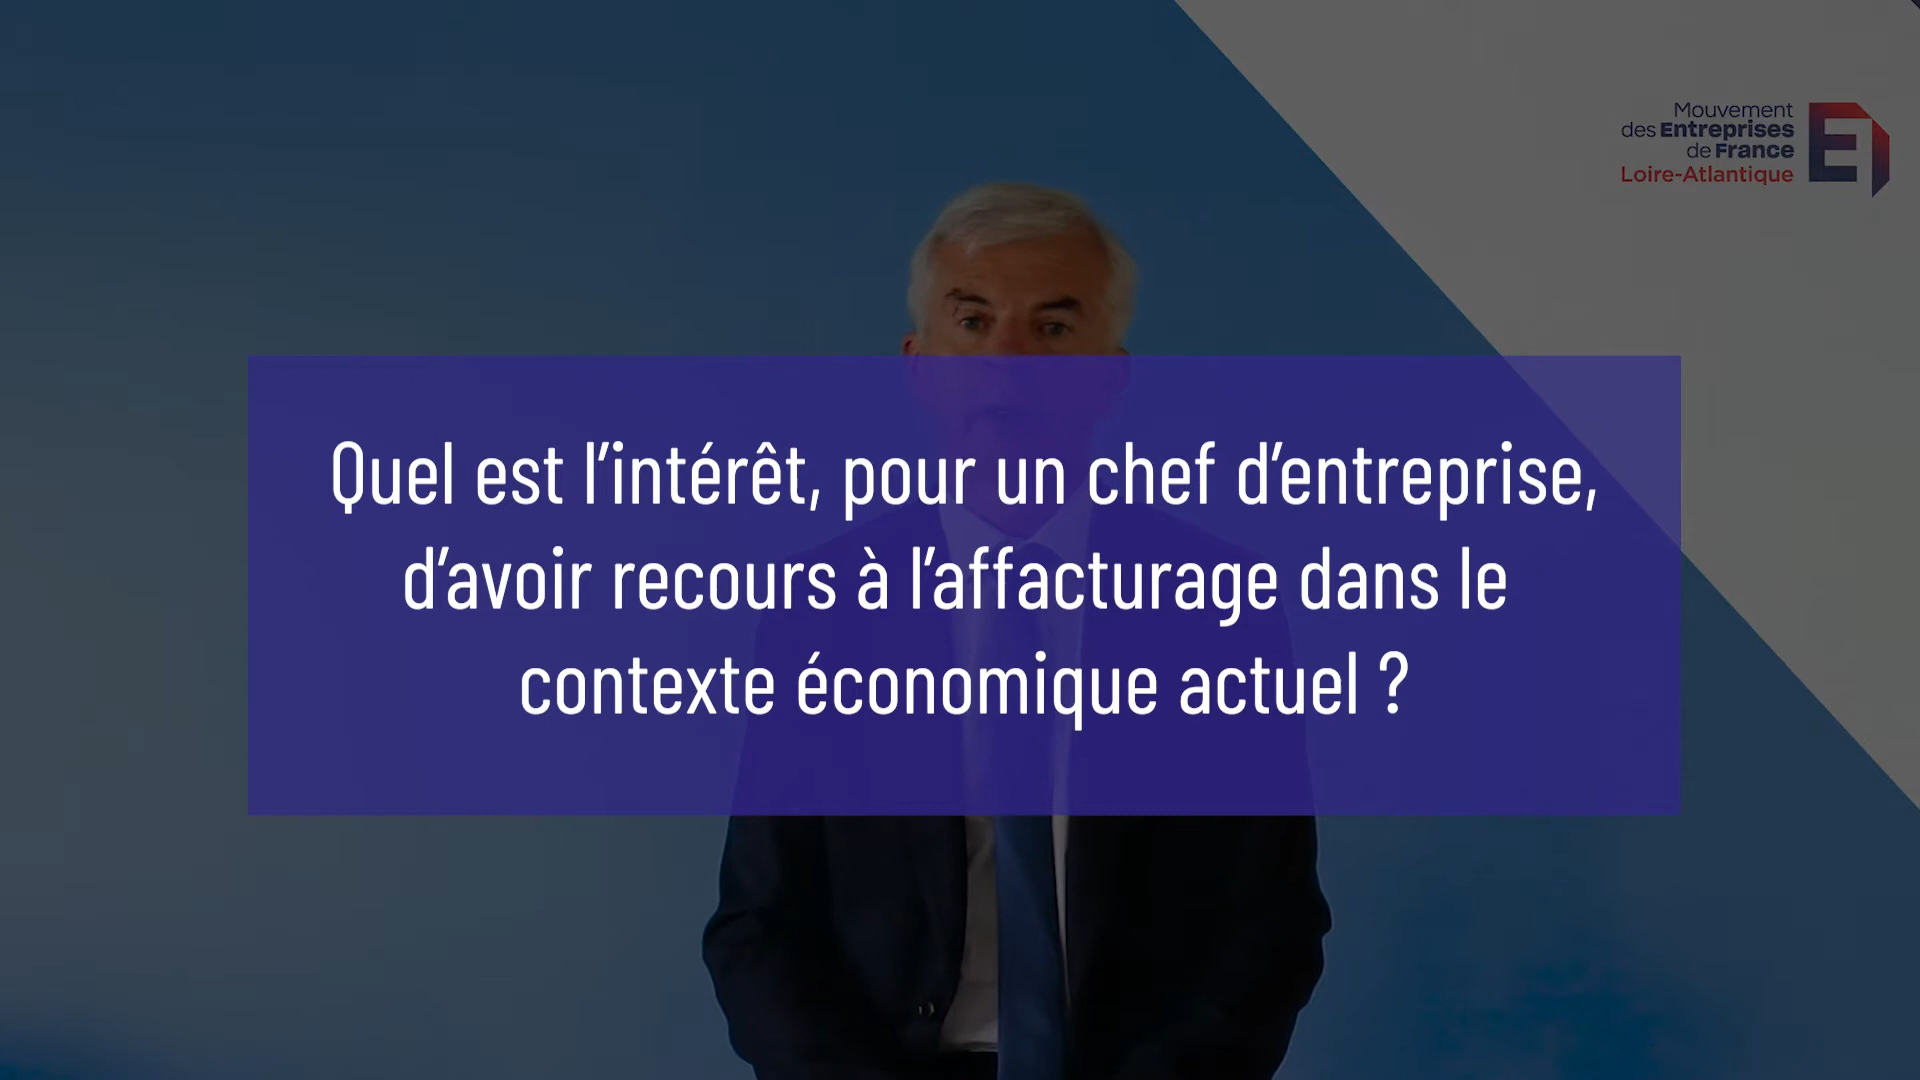 Mouvement
des Entreprises
de France
Loire-Atlantique
Quel est l’intérêt, pour un chef d’entreprise,
d’avoir recours à l’affacturage dans le
contexte économique actuel ?